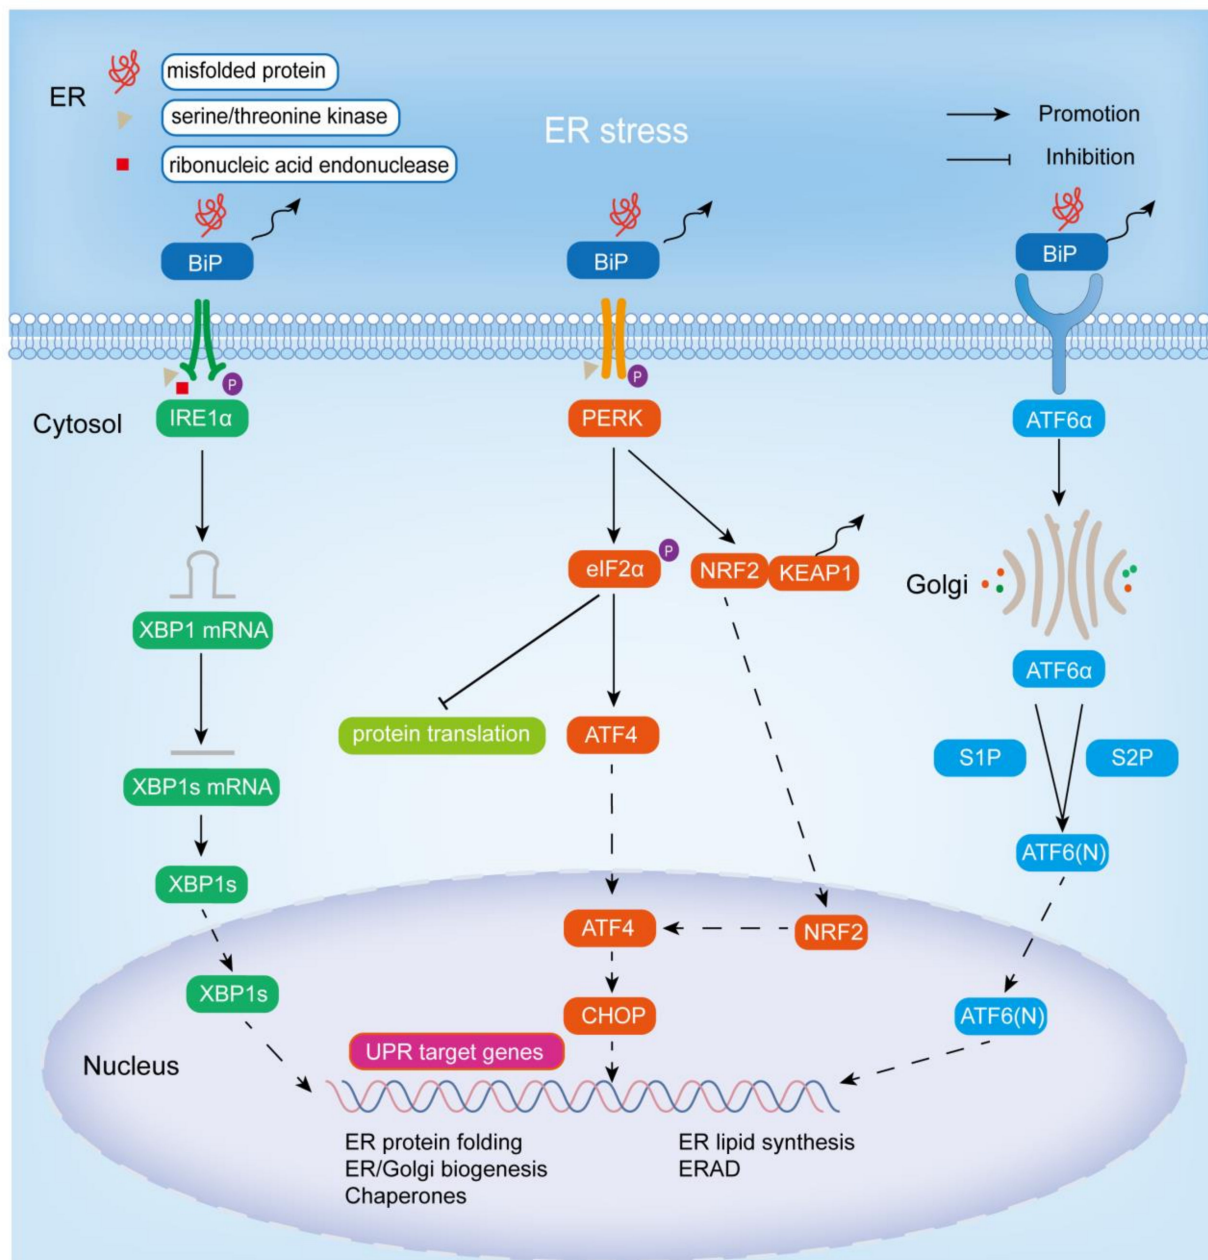 misfolded protein
ER
serine/threonine kinase
ER stress
Promotion
ribonucleic acid endonuclease
Inhibition
BiP
BiP
BiP
P
P
IRE1α
PERK
ATF6α
Cytosol
P
eIF2α
NRF2
KEAP1
Golgi
XBP1 mRNA
ATF6α
protein translation
ATF4
S1P
S2P
XBP1s mRNA
ATF6(N)
XBP1s
ATF4
NRF2
XBP1s
CHOP
ATF6(N)
UPR target genes
Nucleus
ER protein folding
ER/Golgi biogenesis
Chaperones
ER lipid synthesis
ERAD